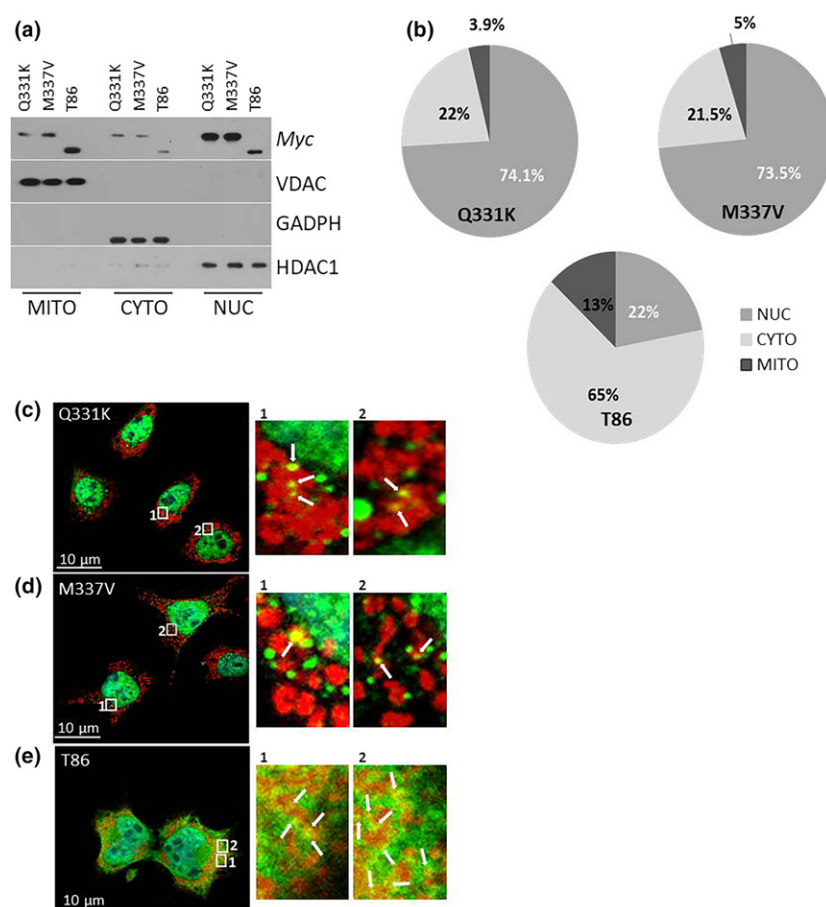 (a)
Q331K M337V T86 Q331K M337V T86 Q331K M337V T86
Myc
VDAC
GADPH
HDAC1
MITO CYTO NUC
(b)
3.9%
22%
74.1%
Q331K
5%
21.5%
73.5%
M337V
13%
22%
65%
T86
NUC
CYTO
MITO
(c)
Q331K
1 2
1
2
10 µm
(d)
M337V
1 2
2
1
10 µm
(e)
T86
1 2
2
1
10 µm